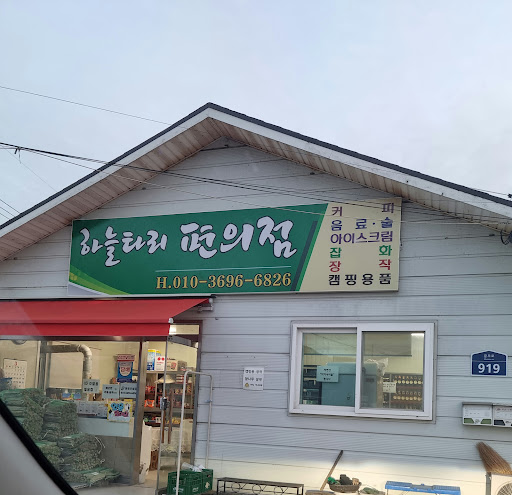 하늘타리 편의점
H.010-3696-6826
커 피
음 료 · 술
아이스크림
잡 화
장 작
캠핑용품
919